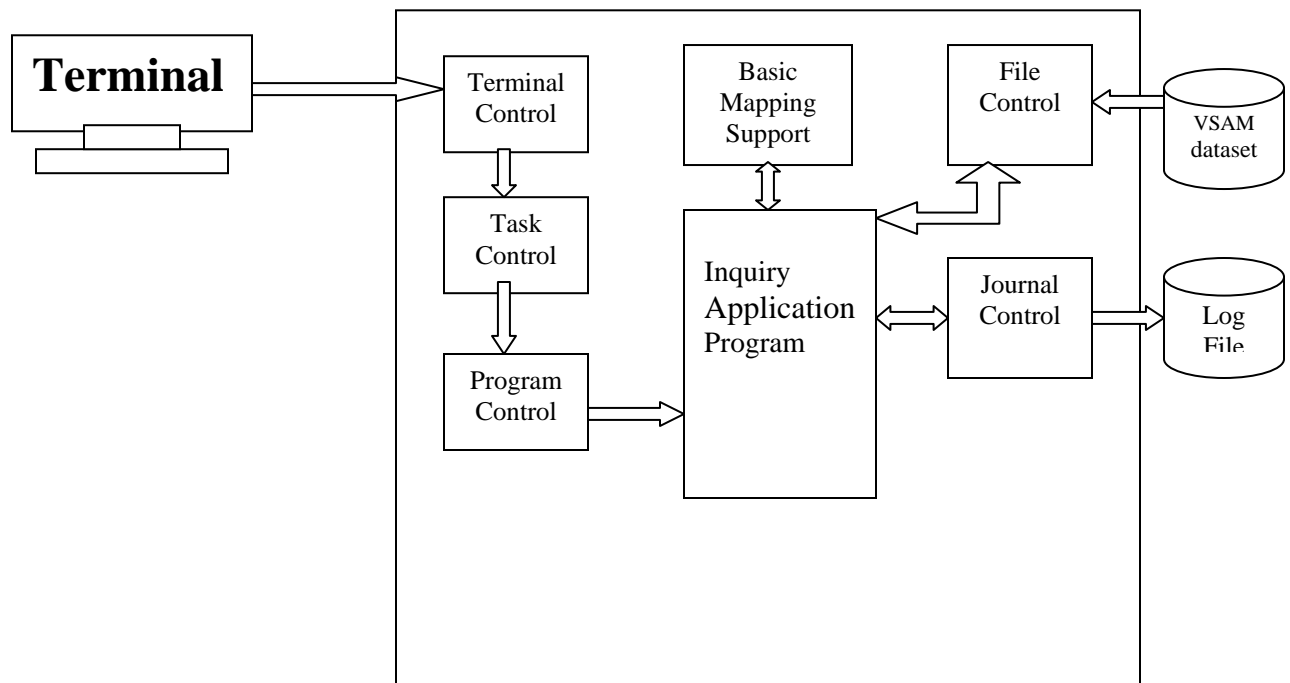 Terminal
Terminal
Control
Task
Control
Program
Control
Basic
Mapping
Support
Inquiry
Application
Program
File
Control
Journal
Control
VSAM
dataset
Log
File